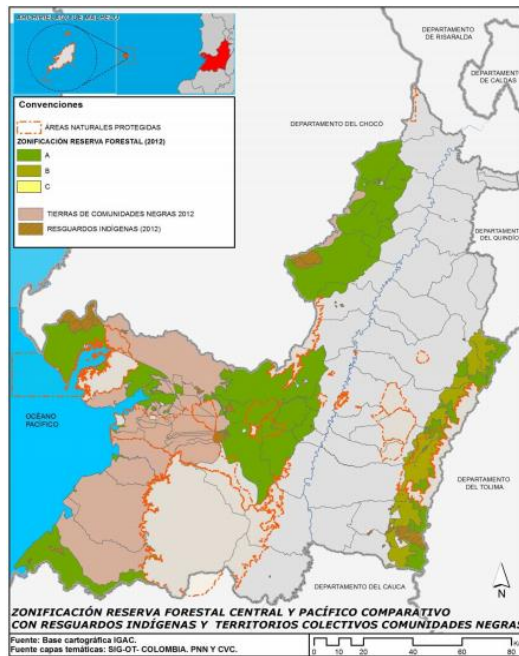 Convenciones
ÁREAS NATURALES PROTEGIDAS
ZONIFICACIÓN RESERVA FORESTAL (2012)
A
B
C
TIERRAS DE COMUNIDADES NEGRAS 2012
RESGUARDOS INDÍGENAS (2012)
DEPARTAMENTO
DE RISARALDA
DEPARTAMENTO
DE CALDAS
DEPARTAMENTO DEL CHOCÓ
DEPARTAMENTO
DEL QUINDÍO
OCÉANO
PACÍFICO
DEPARTAMENTO
DEL TOLIMA
DEPARTAMENTO DEL CAUCA
N
ZONIFICACIÓN RESERVA FORESTAL CENTRAL Y PACÍFICO COMPARATIVO
CON RESGUARDOS INDÍGENAS Y TERRITORIOS COLECTIVOS COMUNIDADES NEGRAS
Fuente: Base cartográfica IGAC.
Fuente capas temáticas: SIG-OT- COLOMBIA. PNN Y CVC.
0 10 20 40 60 80